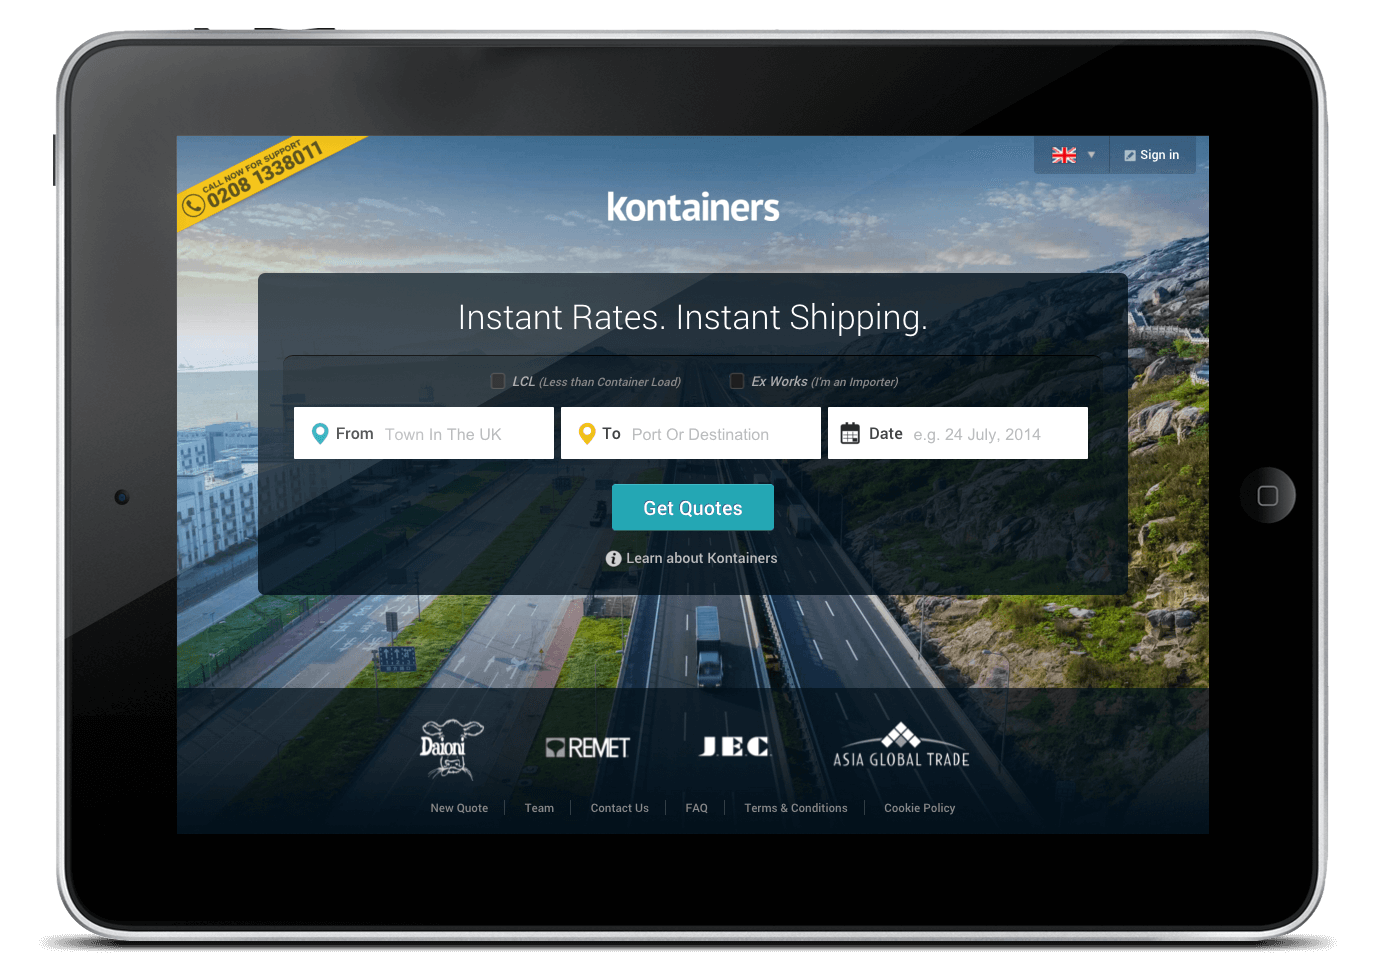 CALL NOW FOR SUPPORT
0208 1338011
Sign in
kontainers
Instant Rates. Instant Shipping.
LCL (Less than Container Load)
Ex Works (I'm an Importer)
From Town In The UK
To Port Or Destination
Date e.g. 24 July, 2014
Get Quotes
Learn about Kontainers
Daioni
REMET
J.E.C.
ASIA GLOBAL TRADE
New Quote
Team
Contact Us
FAQ
Terms & Conditions
Cookie Policy